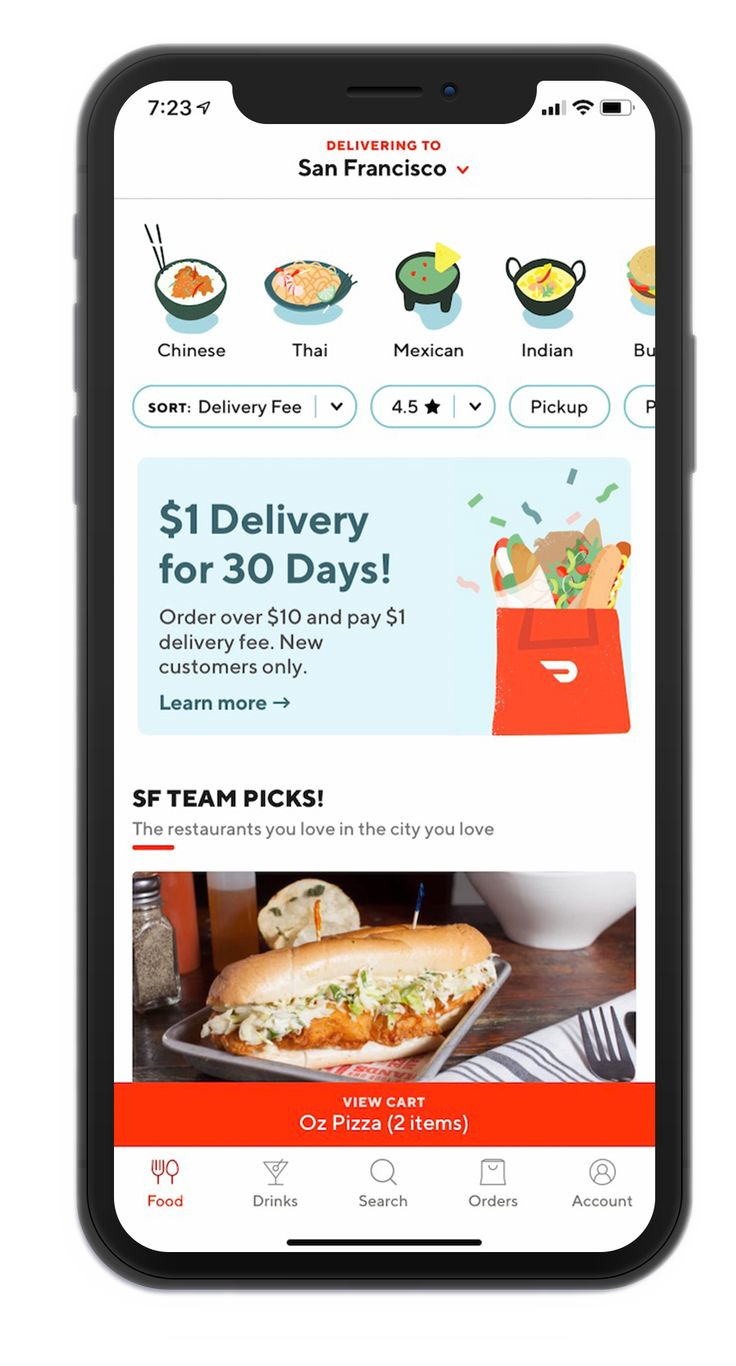 7:23
DELIVERING TO
San Francisco
Chinese
Thai
Mexican
Indian
Bu
SORT: Delivery Fee
4.5 ★
Pickup
P
$1 Delivery
for 30 Days!
Order over $10 and pay $1
delivery fee. New
customers only.
Learn more →
SF TEAM PICKS!
The restaurants you love in the city you love
VIEW CART
Oz Pizza (2 items)
Food
Drinks
Search
Orders
Account